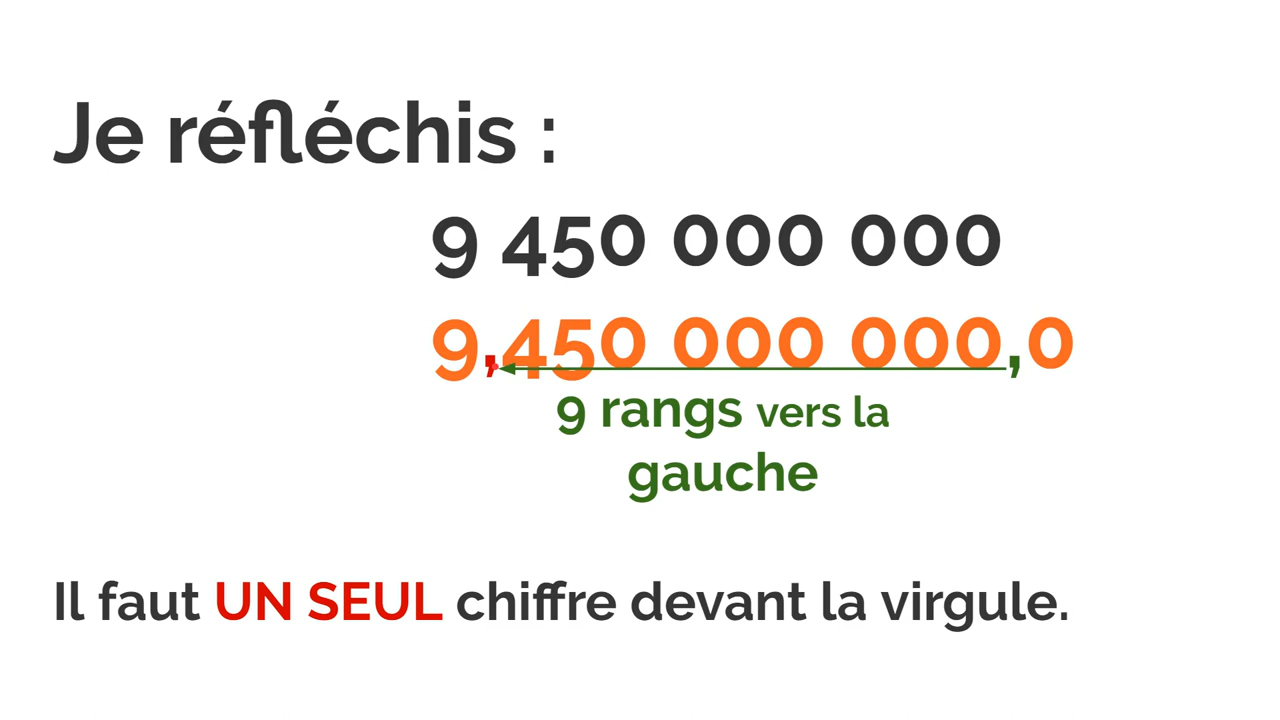 Je réfléchis :
9 450 000 000
9,450 000 000,0
9 rangs vers la
gauche
Il faut UN SEUL chiffre devant la virgule.